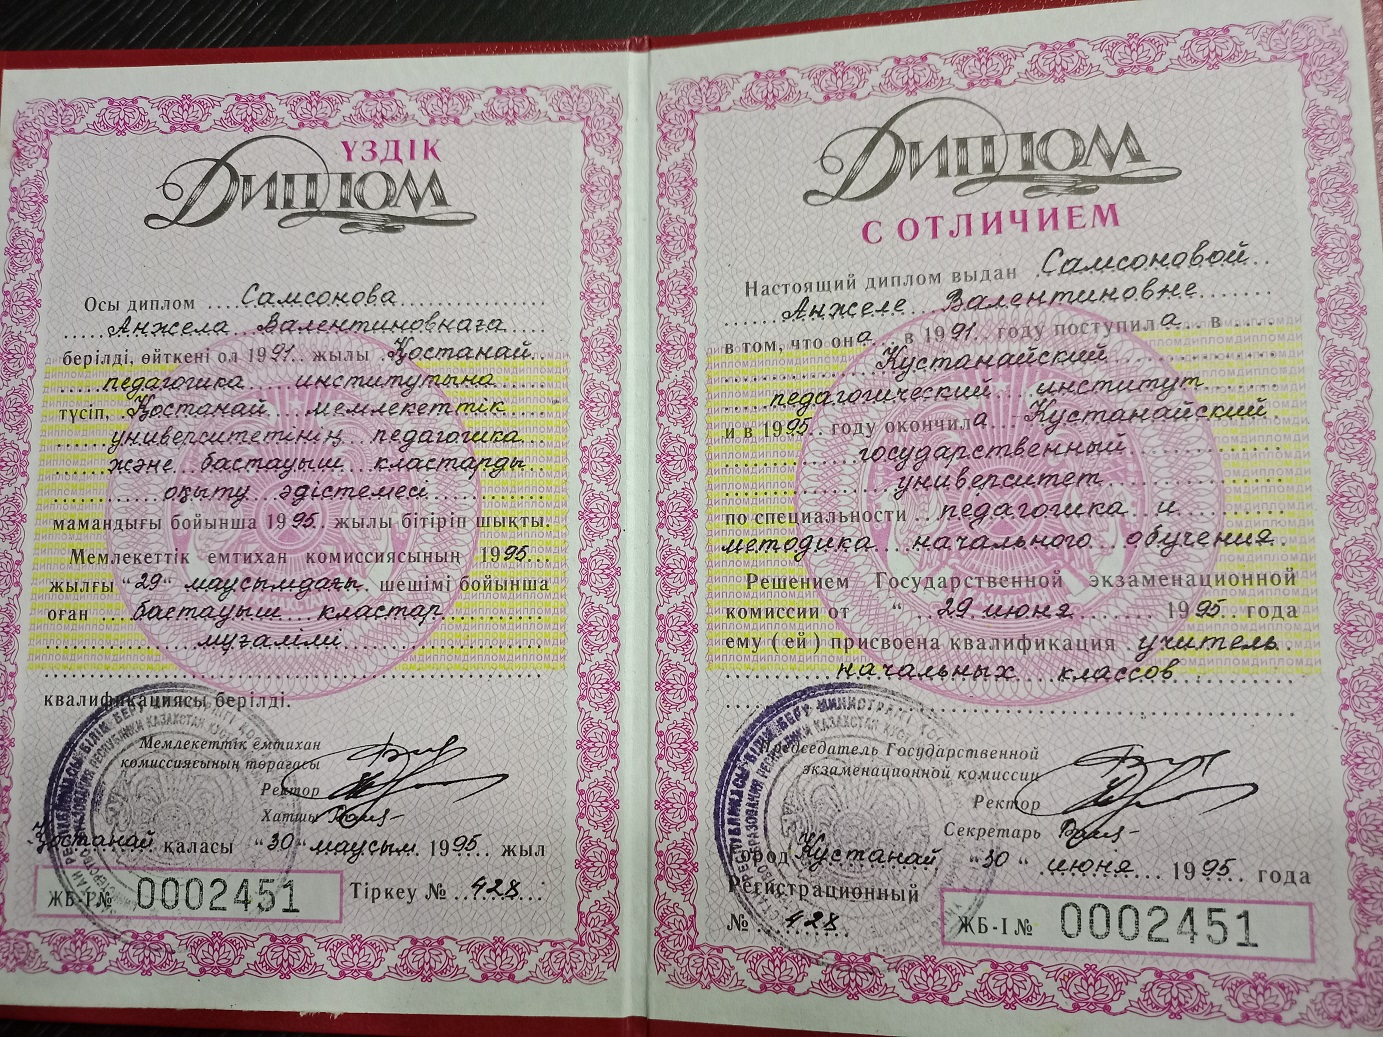 ҮЗДІК
ДИПЛОМ
Осы диплом Самсонова
Анжела Валентиновнаға
берілді, өйткені ол 1991 жылы Қостанай
педагогика институтына
түсіп, Қостанай мемлекеттік
университетінің педагогика
және бастауыш кластарды
оқыту әдістемесі
мамандығы бойынша 1995 жылы бітіріп шықты.
Мемлекеттік емтихан комиссиясының 1995
жылғы "29" маусымдағы шешімі бойынша
оған бастауыш кластар
мұғалімі
квалификациясы берілді.
Мемлекеттік емтихан
комиссиясының төрағасы
Ректор
Хатшы
Қостанай қаласы "30" маусым 1995 жыл
ЖБ-I № 0002451 Тіркеу № 428
ДИПЛОМ
С ОТЛИЧИЕМ
Настоящий диплом выдан Самсоновой
Анжеле Валентиновне
в том, что она в 1991 году поступила в
Кустанайский
педагогический институт
и в 1995 году окончила Кустанайский
государственный
университет
по специальности педагогика и
методика начального обучения
Решением Государственной экзаменационной
комиссии от " 29 июня 1995 года
ему ( ей ) присвоена квалификация учитель
начальных классов
Председатель Государственной
экзаменационной комиссии
Ректор
Секретарь
Город Кустанай "30" июня 1995 года
Регистрационный
№ 428
ЖБ-I № 0002451